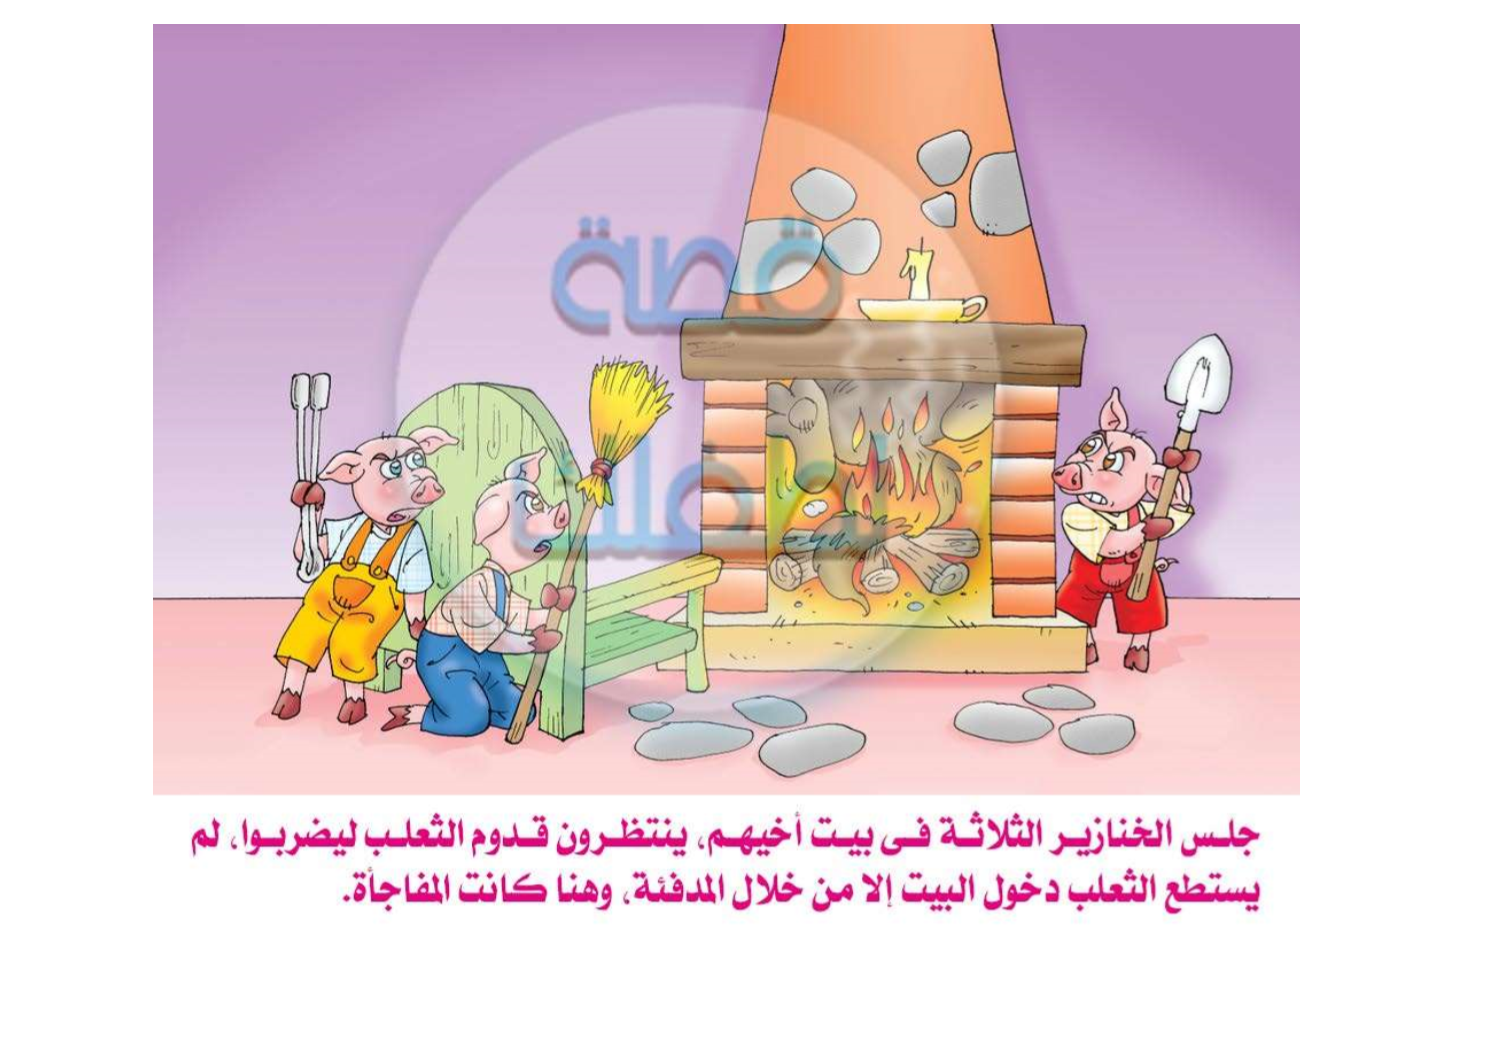 قصة
لطفلك
جلس الخنازير الثلاثة فى بيت أخيهم، ينتظرون قدوم الثعلب ليضربوا، لم
يستطع الثعلب دخول البيت إلا من خلال المدفئة، وهنا كانت المفاجأة.